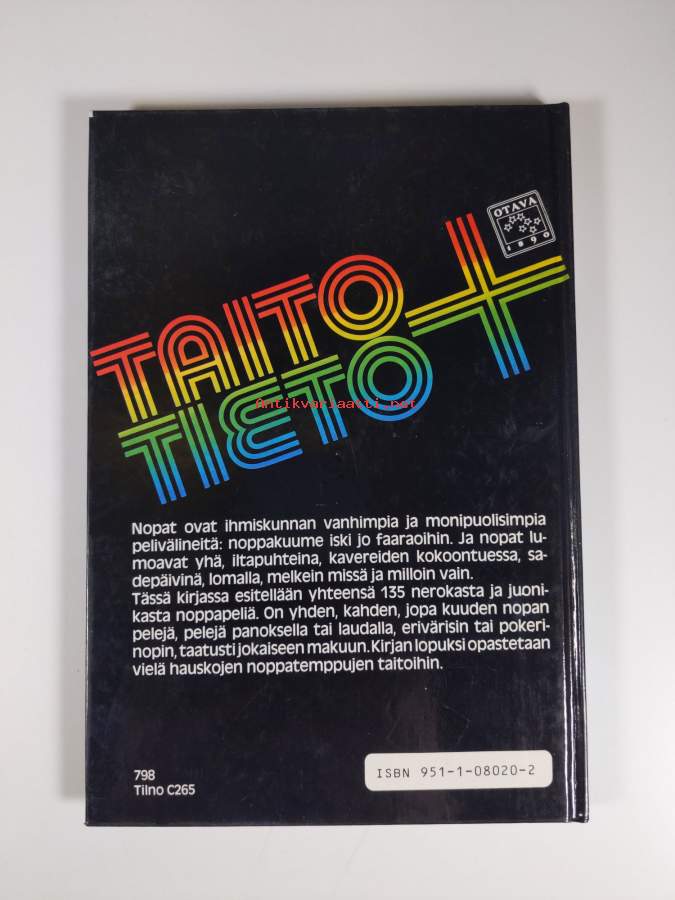 OTAVA
1890
TAITO
TIETO
Antikvariaatti.net
Nopat ovat ihmiskunnan vanhimpia ja monipuolisimpia
pelivälineitä: noppakuume iski jo faaraoihin. Ja nopat lu-
moavat yhä, iltapuhteina, kavereiden kokoontuessa, sa-
depäivinä, lomalla, melkein missä ja milloin vain.
Tässä kirjassa esitellään yhteensä 135 nerokasta ja juoni-
kasta noppapeliä. On yhden, kahden, jopa kuuden nopan
pelejä, pelejä panoksella tai laudalla, erivärisin tai pokeri-
nopin, taatusti jokaiseen makuun. Kirjan lopuksi opastetaan
vielä hauskojen noppatemppujen taitoihin.
798
Tilno C265
ISBN 951-1-08020-2